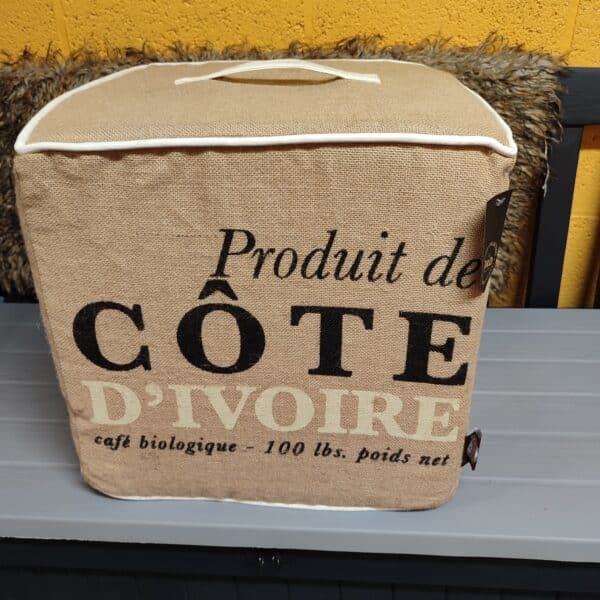 Produit de
CÔTE
D'IVOIRE
café biologique - 100 lbs. poids net